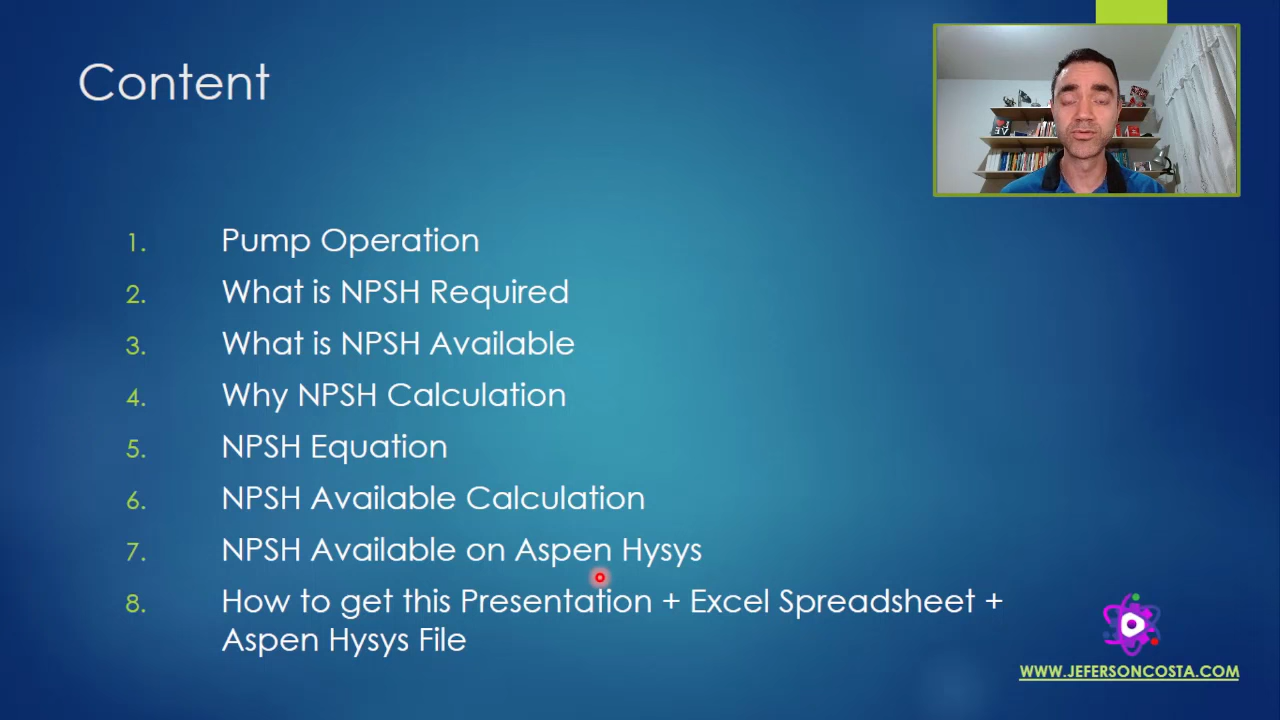 Content
1. Pump Operation
2. What is NPSH Required
3. What is NPSH Available
4. Why NPSH Calculation
5. NPSH Equation
6. NPSH Available Calculation
7. NPSH Available on Aspen Hysys
8. How to get this Presentation + Excel Spreadsheet +
Aspen Hysys File
WWW.JEFERSONCOSTA.COM